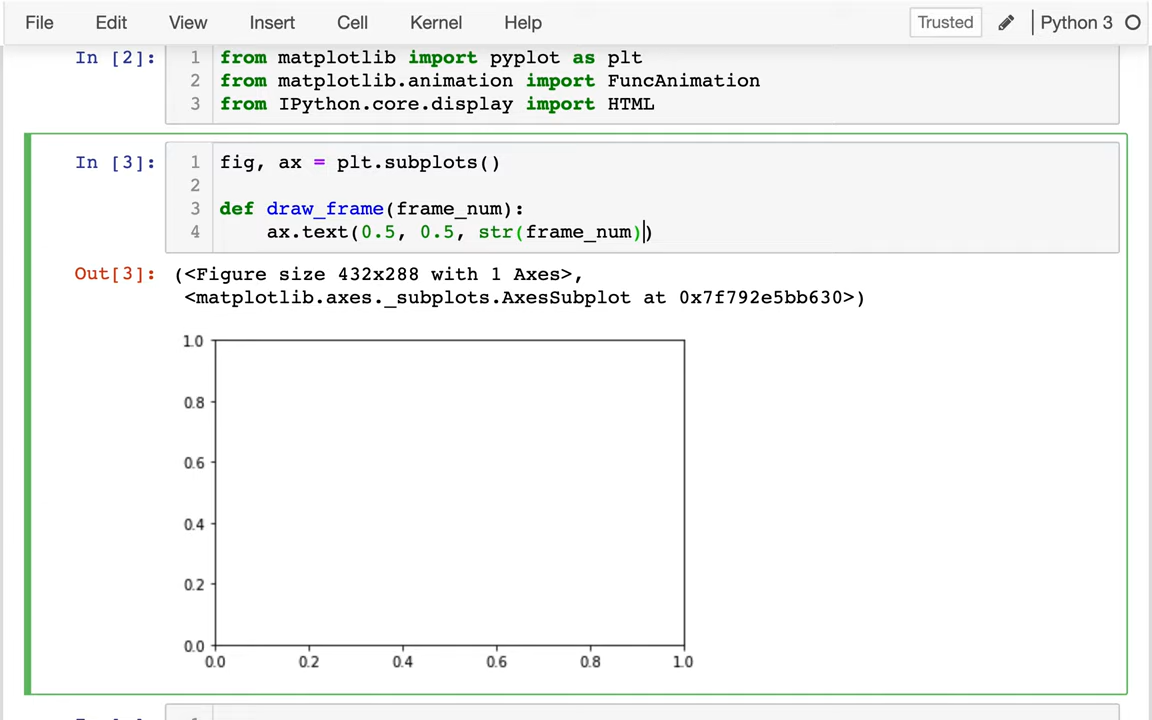 File Edit View Insert Cell Kernel Help Trusted Python 3
In [2]: 1 from matplotlib import pyplot as plt
2 from matplotlib.animation import FuncAnimation
3 from IPython.core.display import HTML
In [3]: 1 fig, ax = plt.subplots()
2
3 def draw_frame(frame_num):
4     ax.text(0.5, 0.5, str(frame_num))
Out[3]: (<Figure size 432x288 with 1 Axes>,
<matplotlib.axes._subplots.AxesSubplot at 0x7f792e5bb630>)
1.0
0.8
0.6
0.4
0.2
0.0
0.0 0.2 0.4 0.6 0.8 1.0